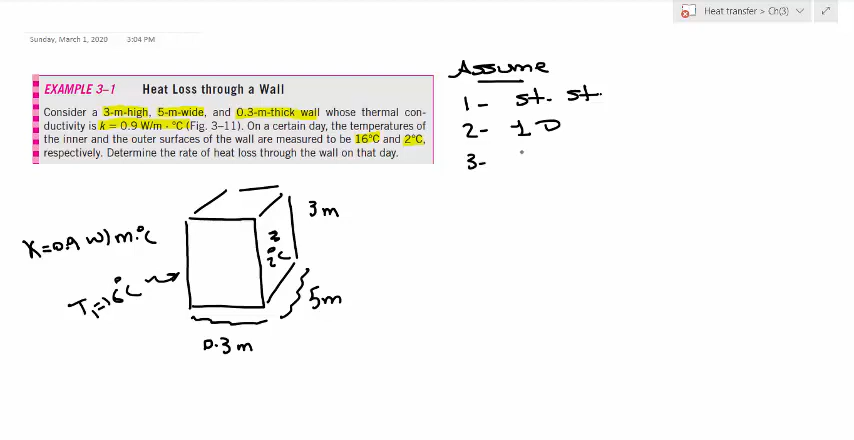 Heat transfer > Ch(3)
Sunday, March 1, 2020 3:04 PM
EXAMPLE 3–1 Heat Loss through a Wall
Consider a 3-m-high, 5-m-wide, and 0.3-m-thick wall whose thermal con-
ductivity is k = 0.9 W/m · °C (Fig. 3–11). On a certain day, the temperatures of
the inner and the outer surfaces of the wall are measured to be 16°C and 2°C,
respectively. Determine the rate of heat loss through the wall on that day.
Assume
1- st. st.
2- 1 D
3-
3 m
K=0.9 W/m.°C
2°C
T1=16°C
5m
0.3 m